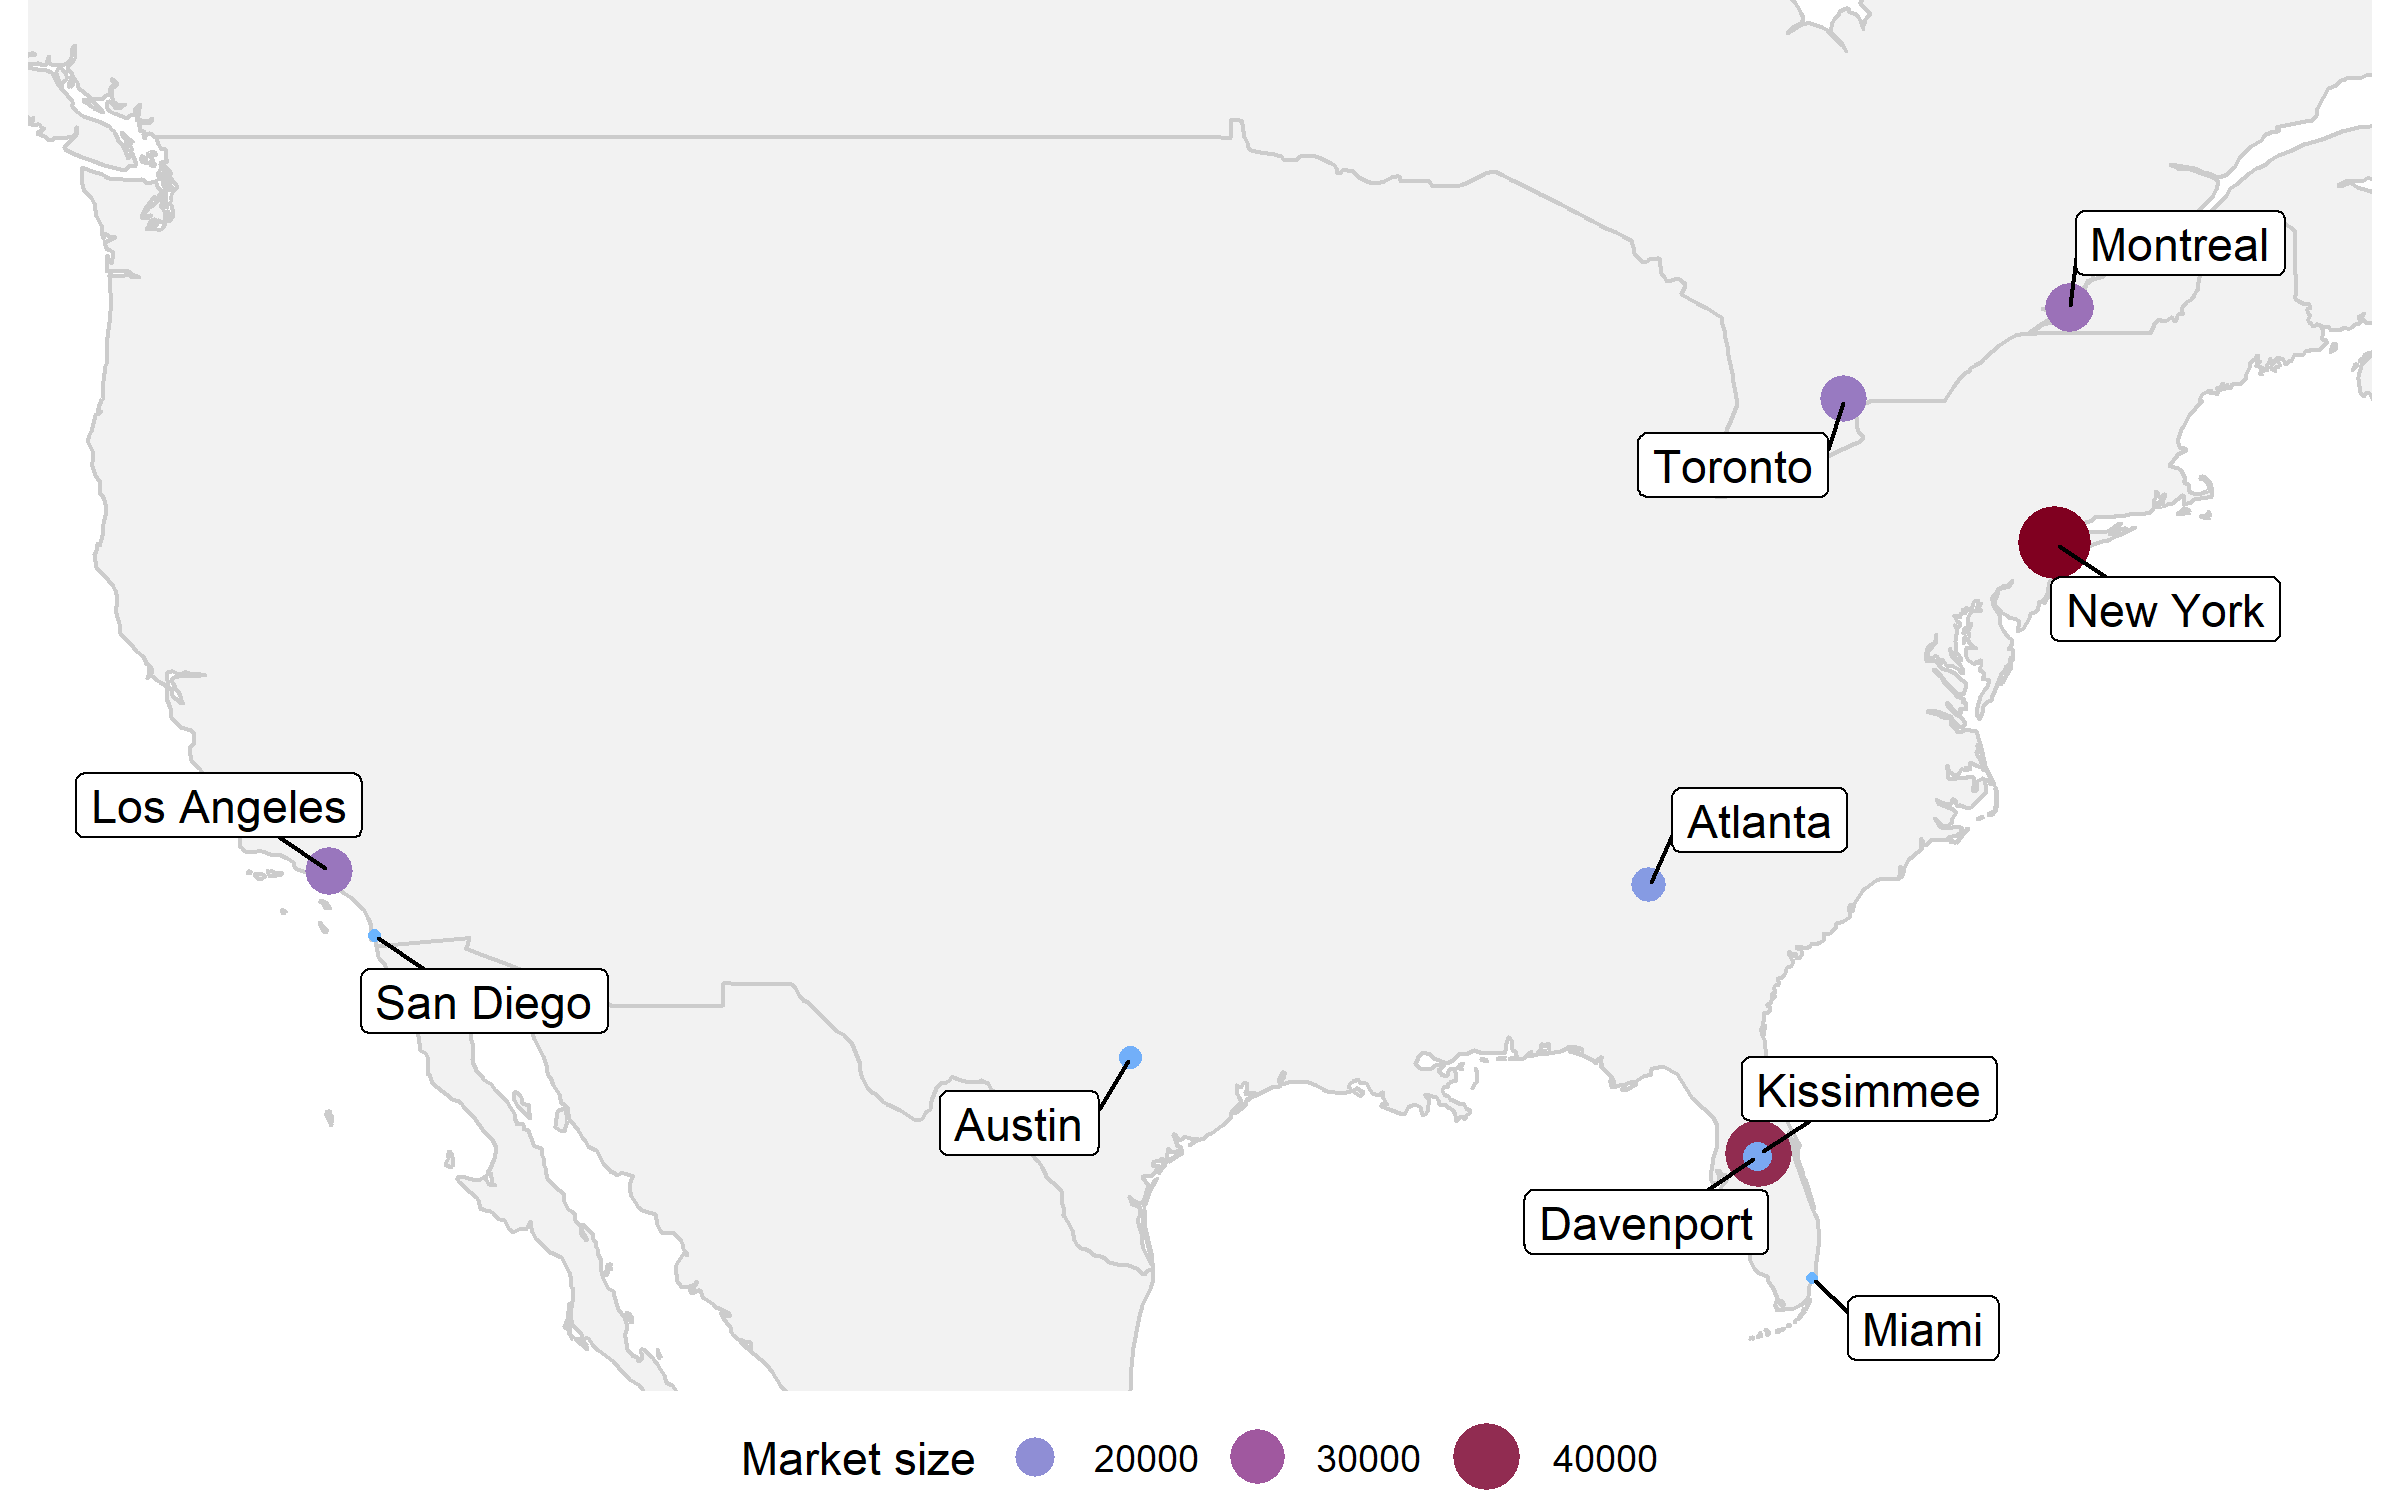 Montreal
Toronto
New York
Los Angeles
Atlanta
San Diego
Kissimmee
Austin
Davenport
Miami
Market size 20000 30000 40000